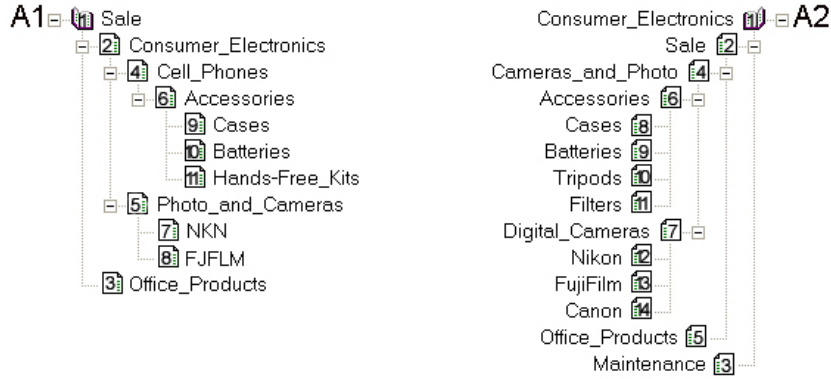 A1 1 Sale
2 Consumer_Electronics
4 Cell_Phones
6 Accessories
9 Cases
10 Batteries
11 Hands-Free_Kits
5 Photo_and_Cameras
7 NKN
8 FJFLM
3 Office_Products
Consumer_Electronics 1 A2
Sale 2
Cameras_and_Photo 4
Accessories 6
Cases 8
Batteries 9
Tripods 10
Filters 11
Digital_Cameras 7
Nikon 12
FujiFilm 13
Canon 14
Office_Products 5
Maintenance 3